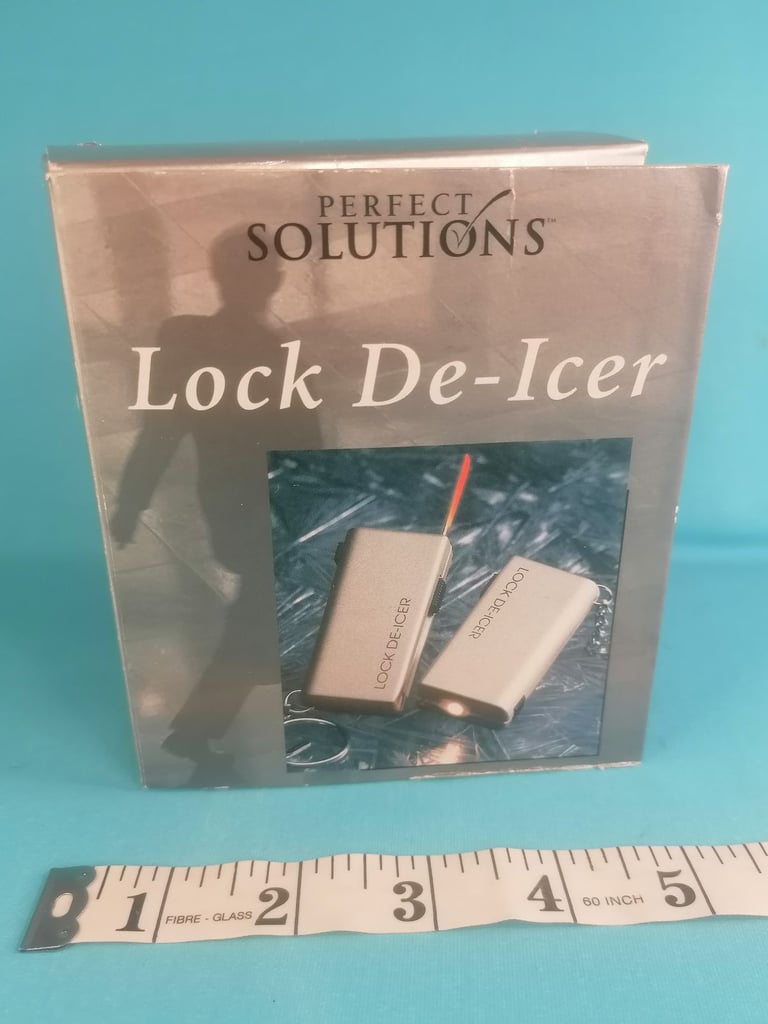 PERFECT
SOLUTIONS™
Lock De-Icer
LOCK DE-ICER
LOCK DE-ICER
1 FIBRE - GLASS 2 3 4 60 INCH 5